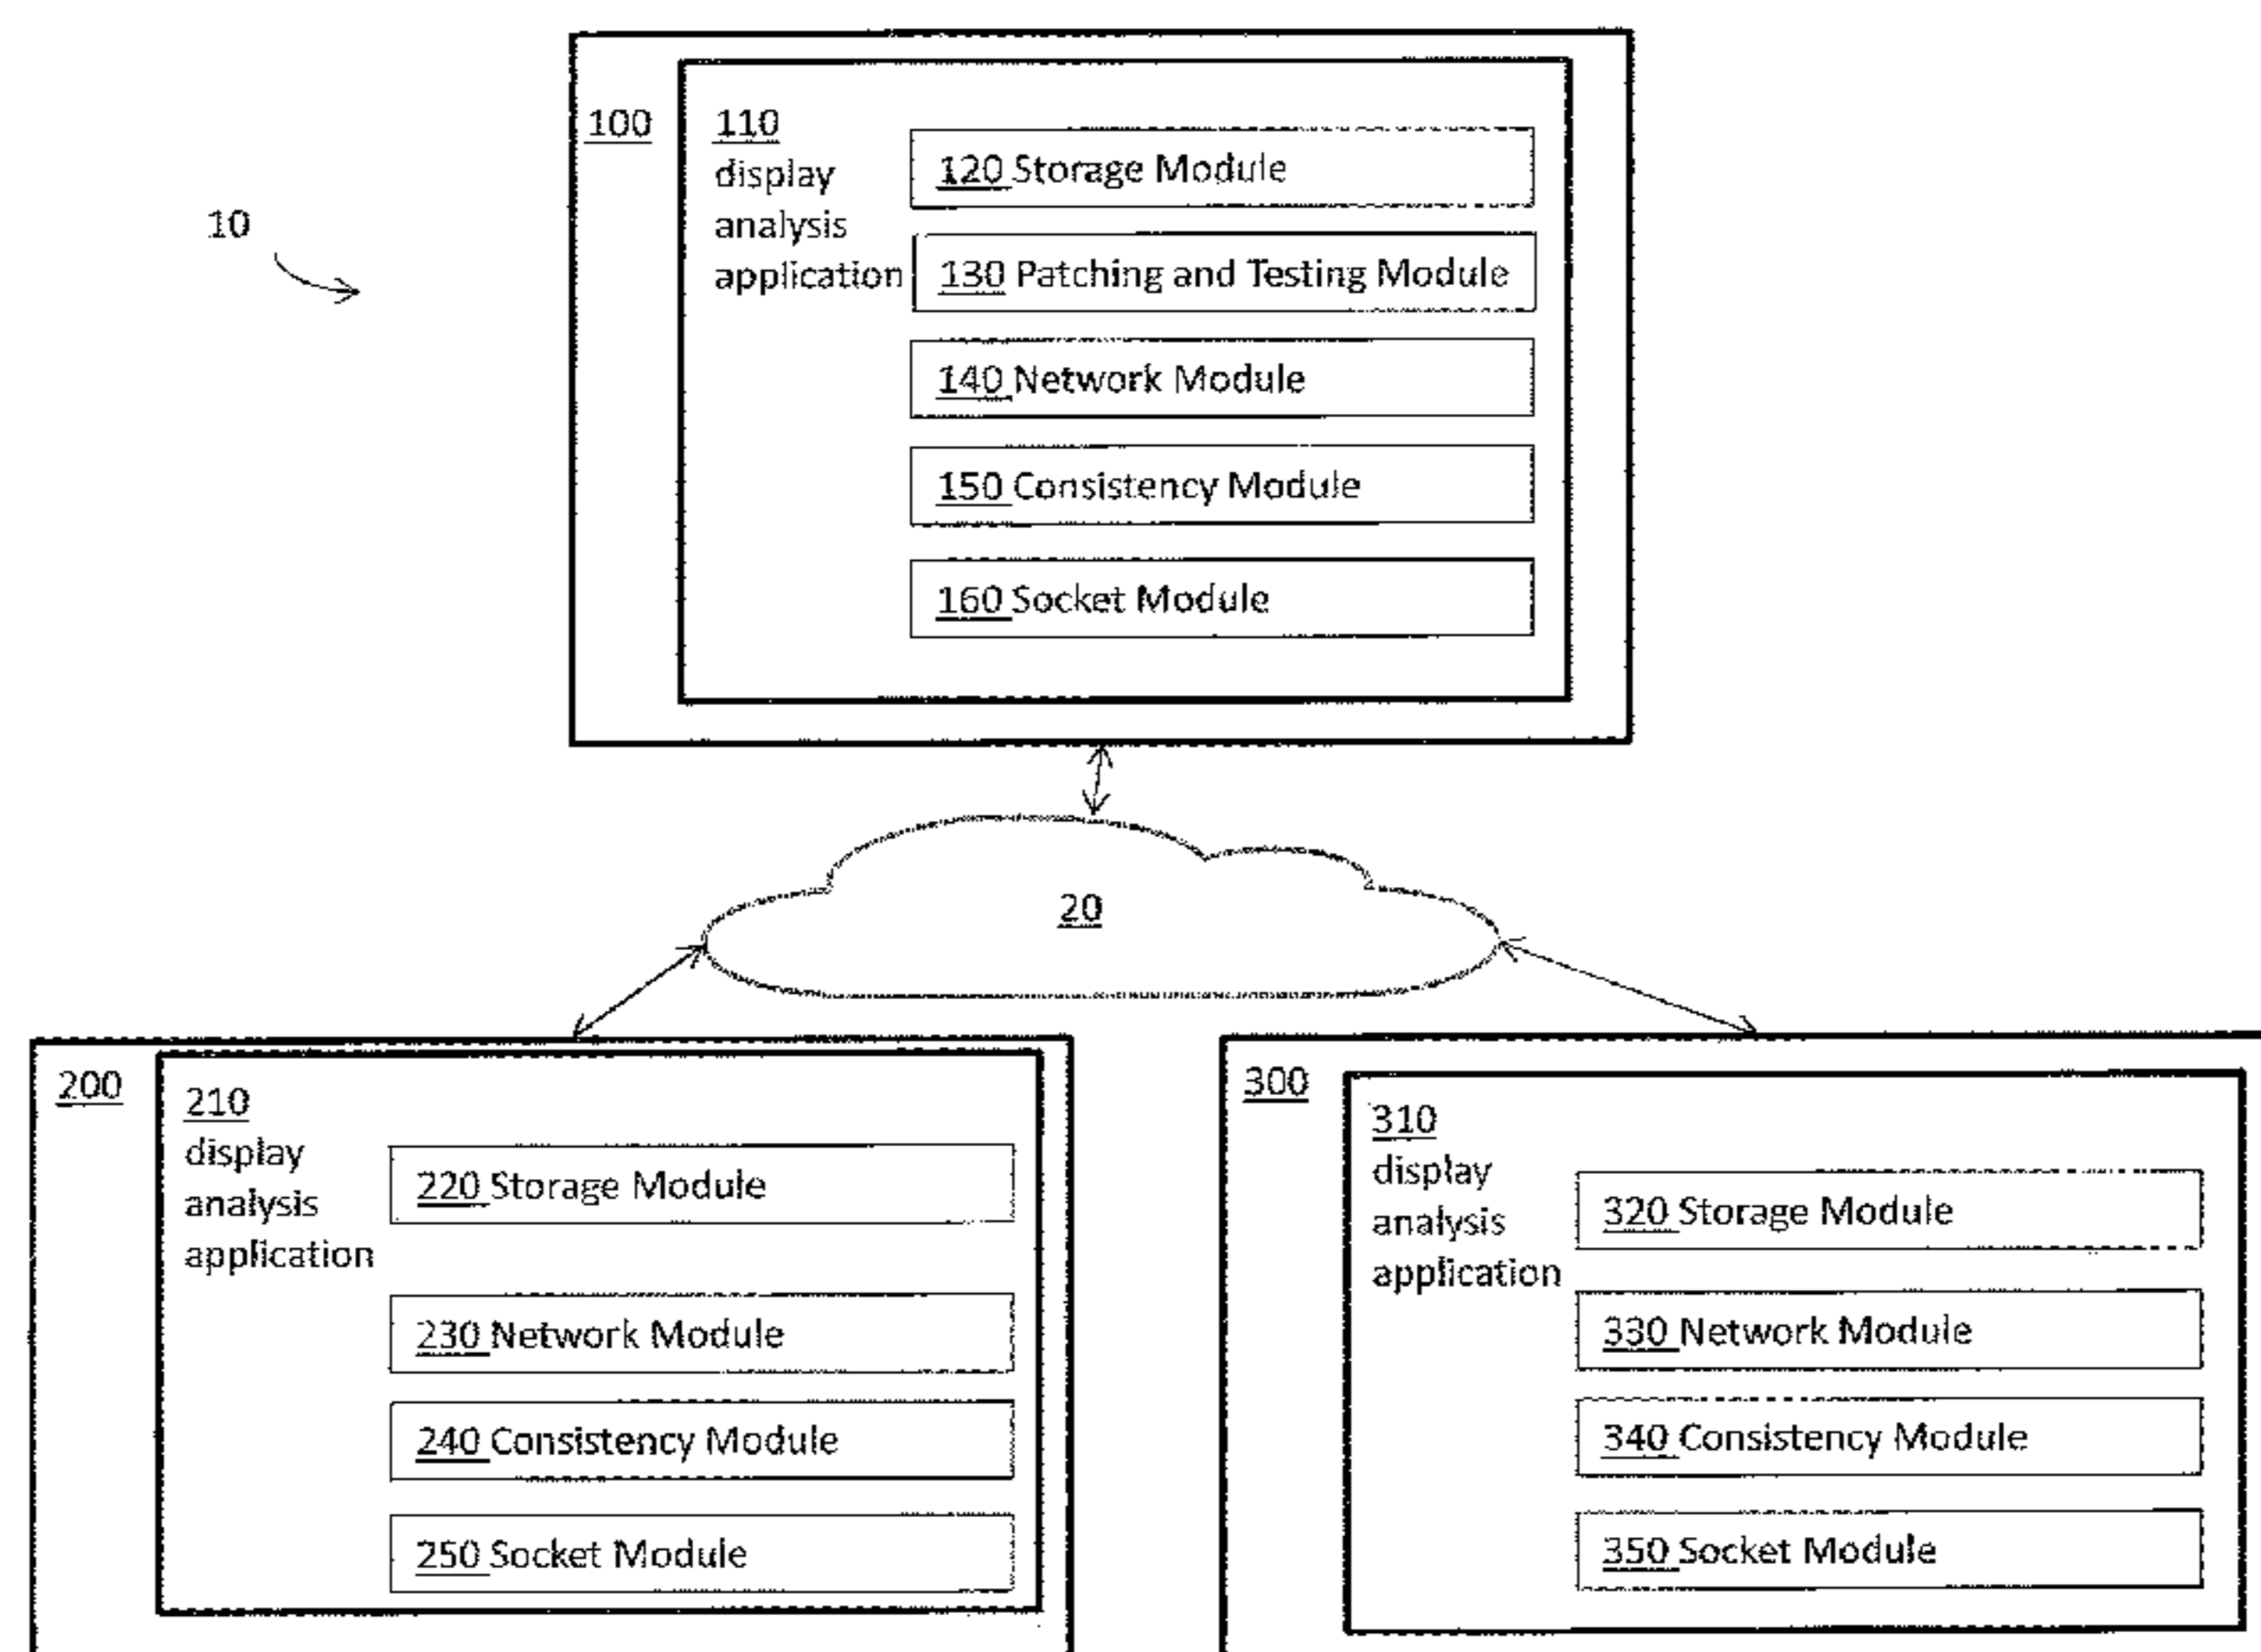 10
100
110
display
analysis
application
120 Storage Module
130 Patching and Testing Module
140 Network Module
150 Consistency Module
160 Socket Module
20
200
210
display
analysis
application
220 Storage Module
230 Network Module
240 Consistency Module
250 Socket Module
300
310
display
analysis
application
320 Storage Module
330 Network Module
340 Consistency Module
350 Socket Module